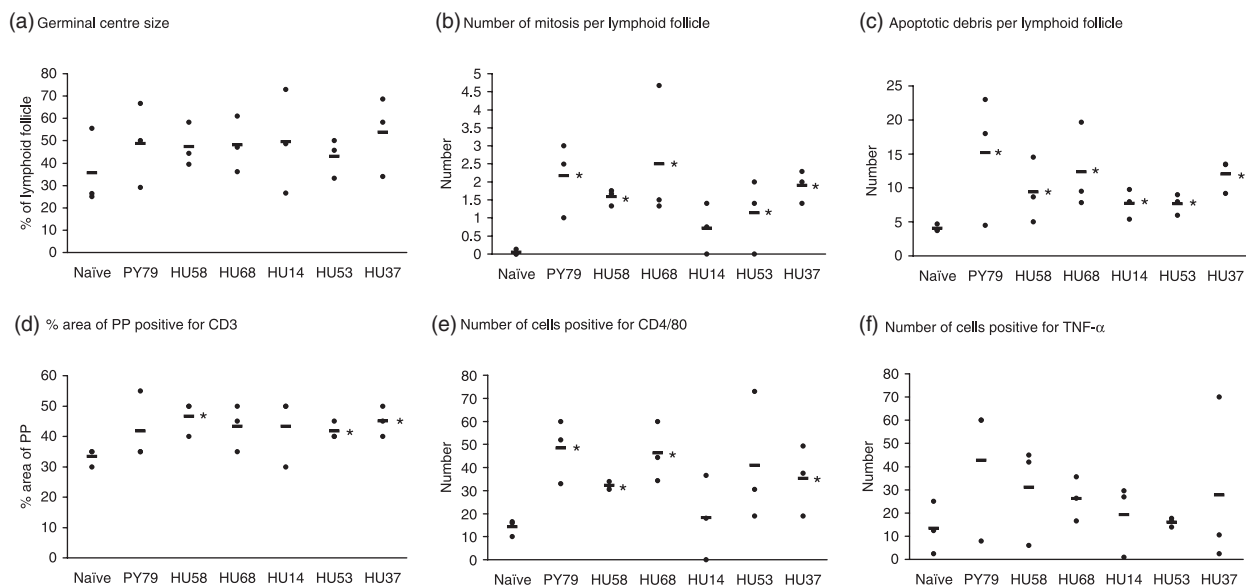 (a) Germinal centre size
% of lymphoid follicle
80
70
60
50
40
30
20
10
0
Naïve PY79 HU58 HU68 HU14 HU53 HU37
(b) Number of mitosis per lymphoid follicle
Number
5
4.5
4
3.5
3
2.5
2
1.5
1
0.5
0
* * * * *
Naïve PY79 HU58 HU68 HU14 HU53 HU37
(c) Apoptotic debris per lymphoid follicle
Number
25
20
15
10
5
0
* * * * * *
Naïve PY79 HU58 HU68 HU14 HU53 HU37
(d) % area of PP positive for CD3
% area of PP
60
50
40
30
20
10
0
* * *
Naïve PY79 HU58 HU68 HU14 HU53 HU37
(e) Number of cells positive for CD4/80
Number
80
70
60
50
40
30
20
10
0
* * * *
Naïve PY79 HU58 HU68 HU14 HU53 HU37
(f) Number of cells positive for TNF-α
Number
80
70
60
50
40
30
20
10
0
Naïve PY79 HU58 HU68 HU14 HU53 HU37